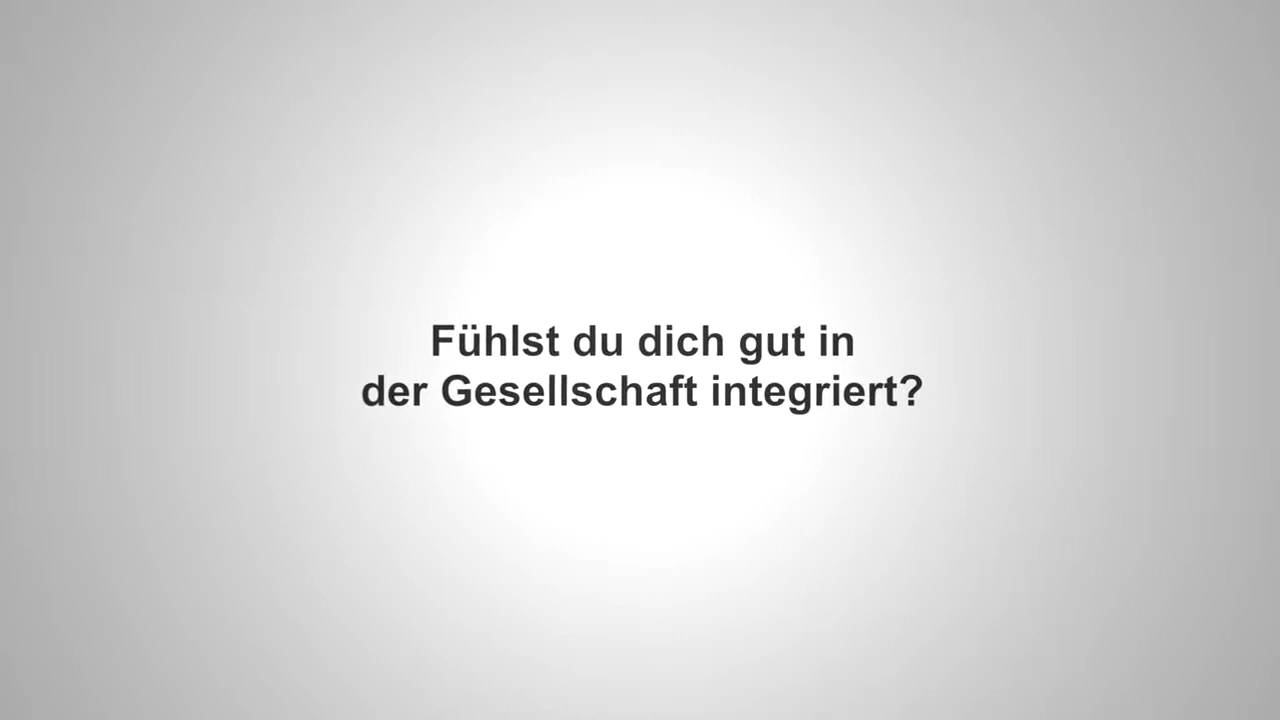 Fühlst du dich gut in
der Gesellschaft integriert?